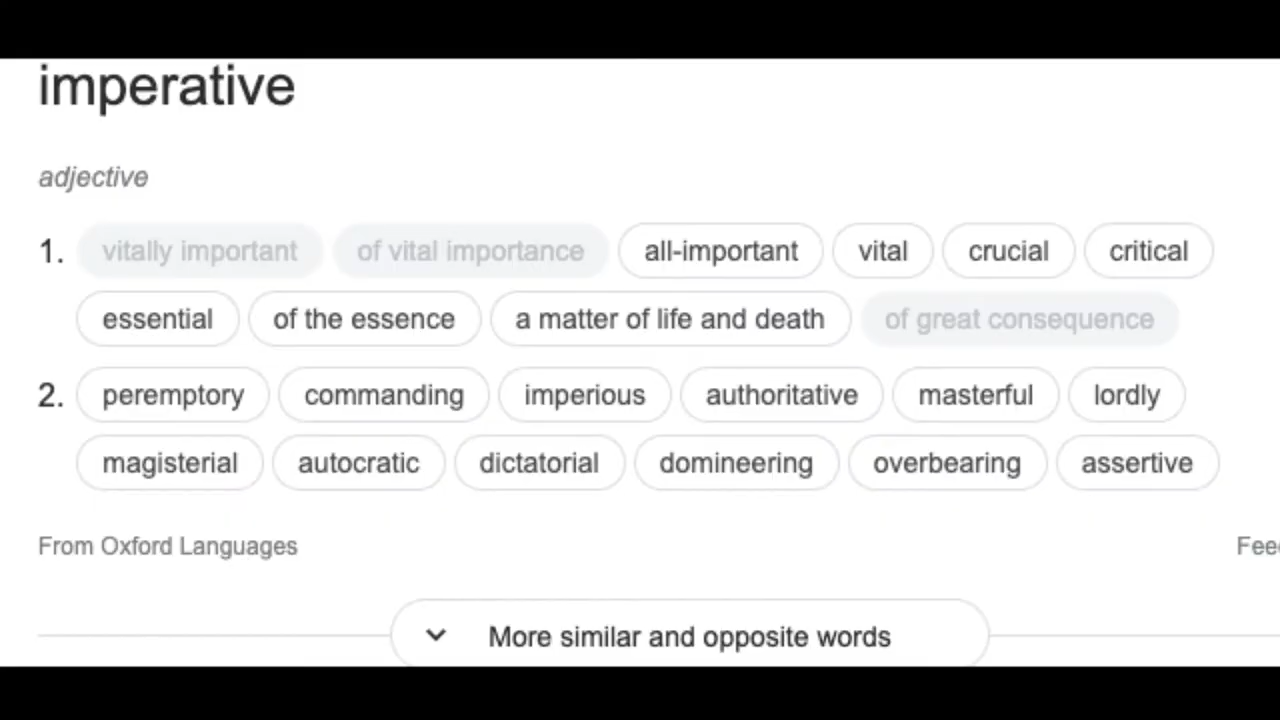 imperative
adjective
1. vitally important of vital importance all-important vital crucial critical
essential of the essence a matter of life and death of great consequence
2. peremptory commanding imperious authoritative masterful lordly
magisterial autocratic dictatorial domineering overbearing assertive
From Oxford Languages Fee
More similar and opposite words